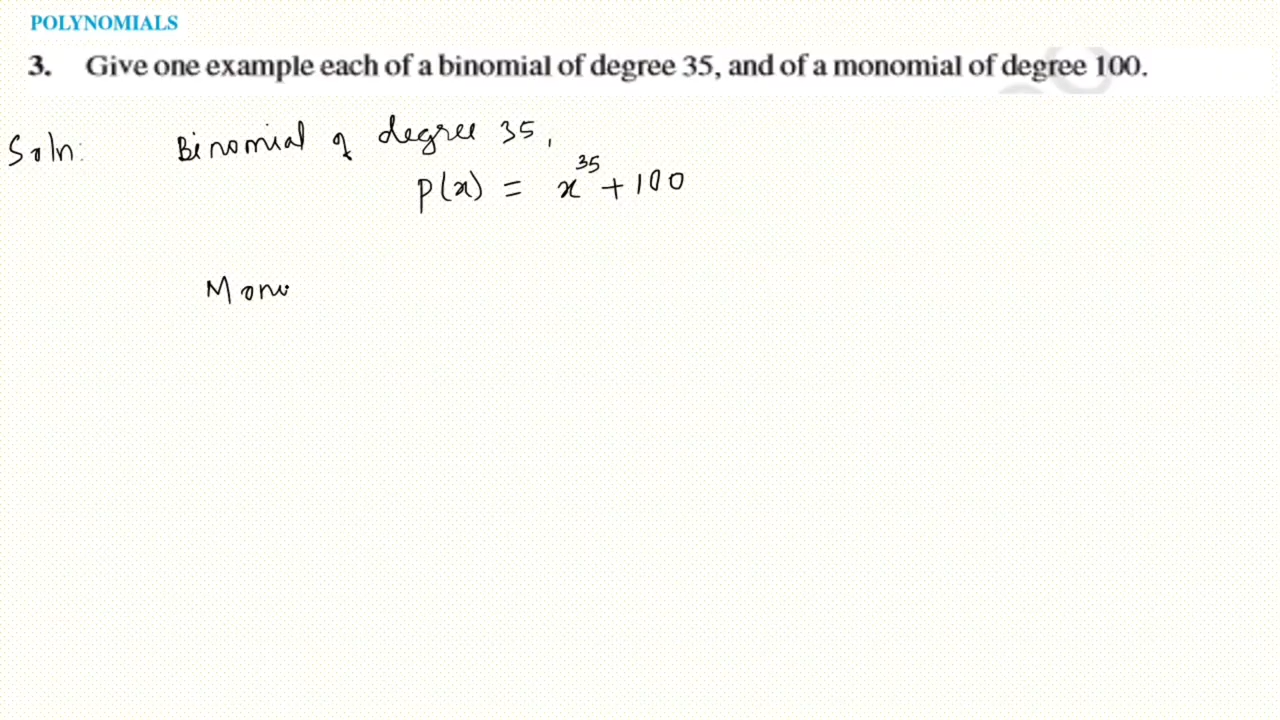 POLYNOMIALS
3. Give one example each of a binomial of degree 35, and of a monomial of degree 100.
Soln: Binomial of degree 35,
p(x) = x³⁵ + 100
Mono